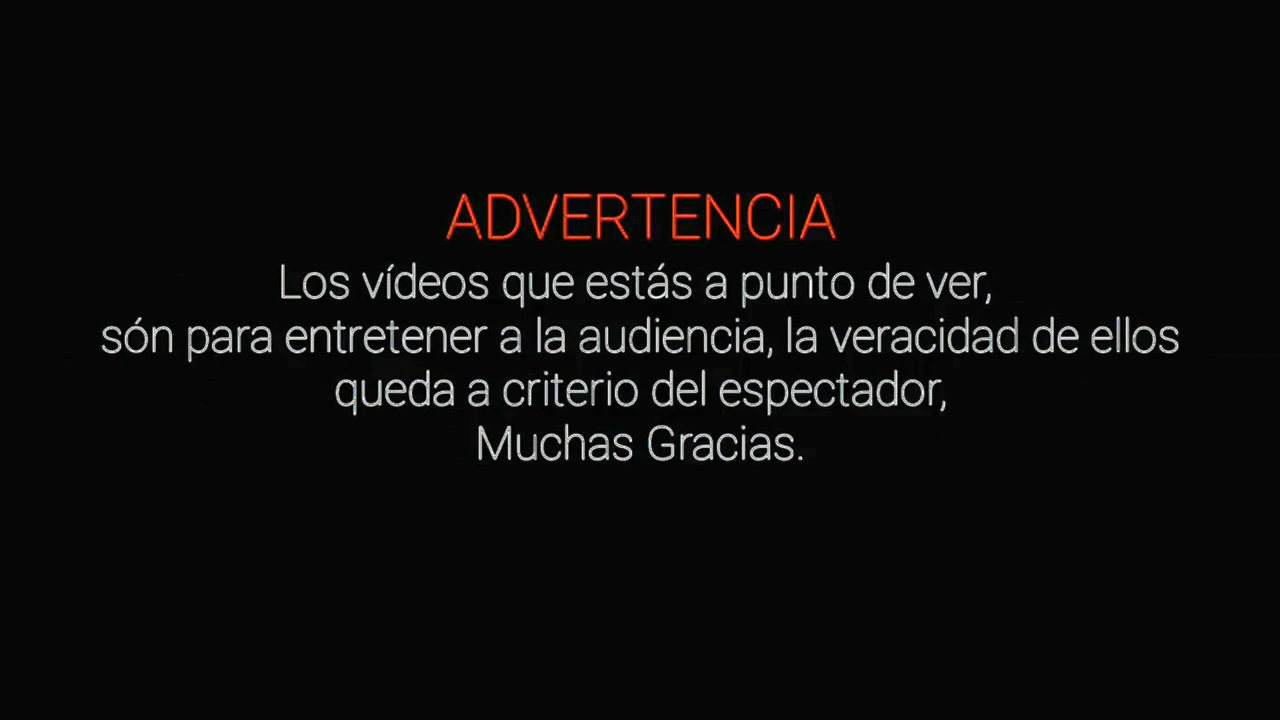 ADVERTENCIA
Los vídeos que estás a punto de ver,
són para entretener a la audiencia, la veracidad de ellos
queda a criterio del espectador,
Muchas Gracias.